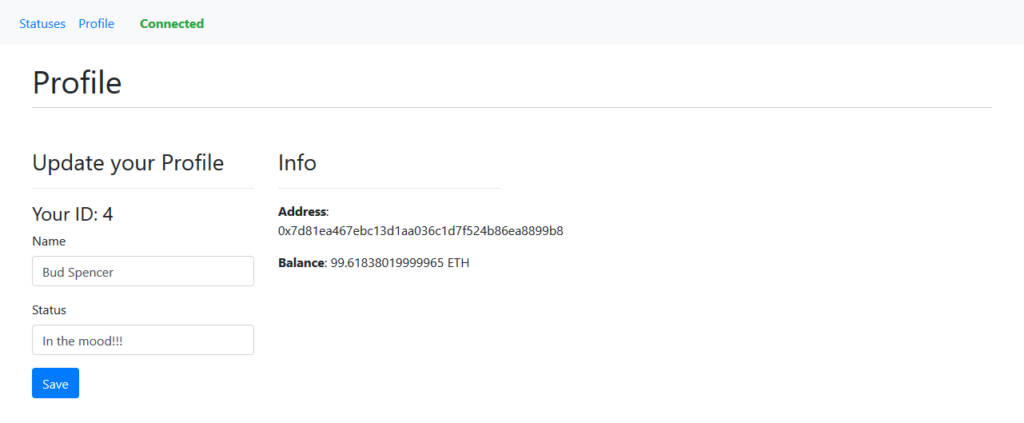 Statuses Profile Connected
Profile
Update your Profile
Your ID: 4
Name
Bud Spencer
Status
In the mood!!!
Save
Info
Address:
0x7d81ea467ebc13d1aa036c1d7f524b86ea8899b8
Balance: 99.61838019999965 ETH